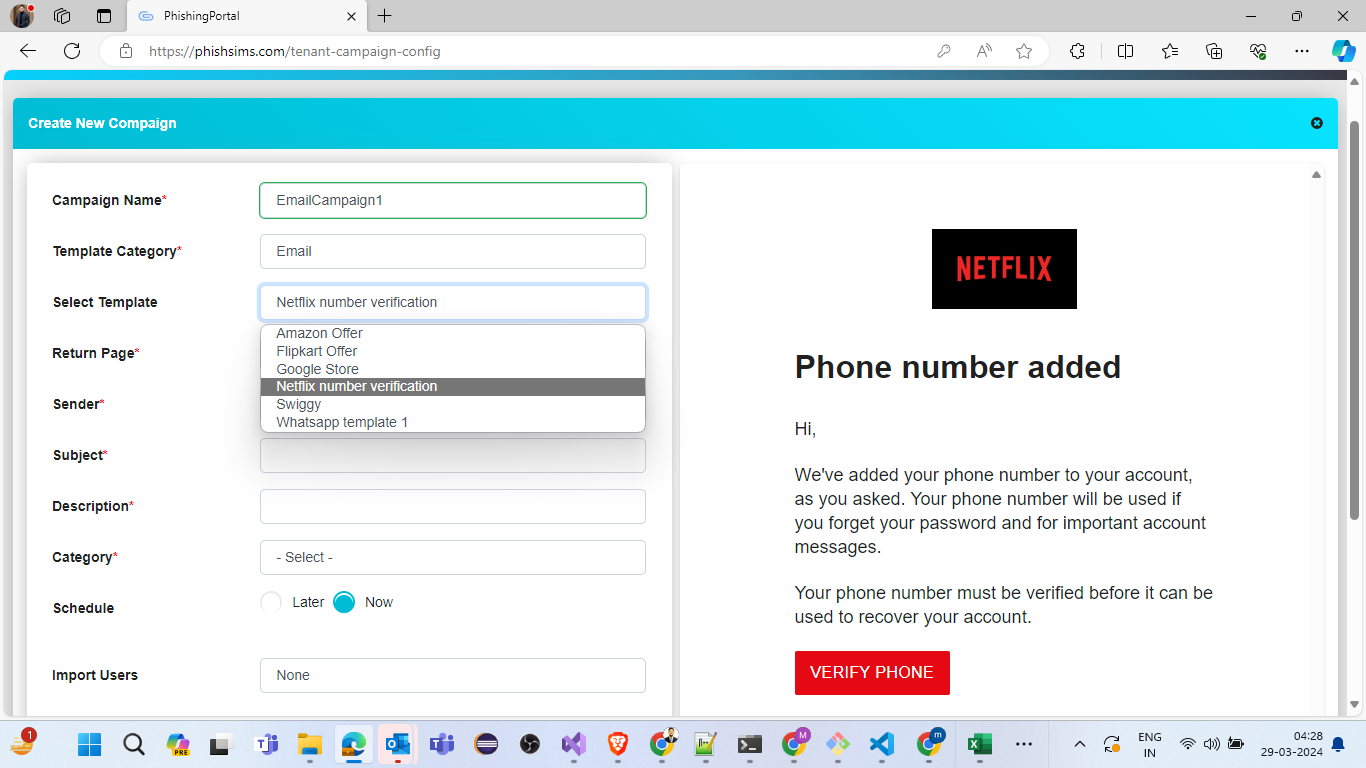 PhishingPortal
https://phishsims.com/tenant-campaign-config
Create New Compaign
Campaign Name*
EmailCampaign1
Template Category*
Email
Select Template
Netflix number verification
Amazon Offer
Flipkart Offer
Google Store
Netflix number verification
Swiggy
Whatsapp template 1
Return Page*
Sender*
Subject*
Description*
Category*
- Select -
Schedule
Later
Now
Import Users
None
NETFLIX
Phone number added
Hi,
We've added your phone number to your account,
as you asked. Your phone number will be used if
you forget your password and for important account
messages.
Your phone number must be verified before it can be
used to recover your account.
VERIFY PHONE
1
PRE
M
m
ENG
IN
04:28
29-03-2024